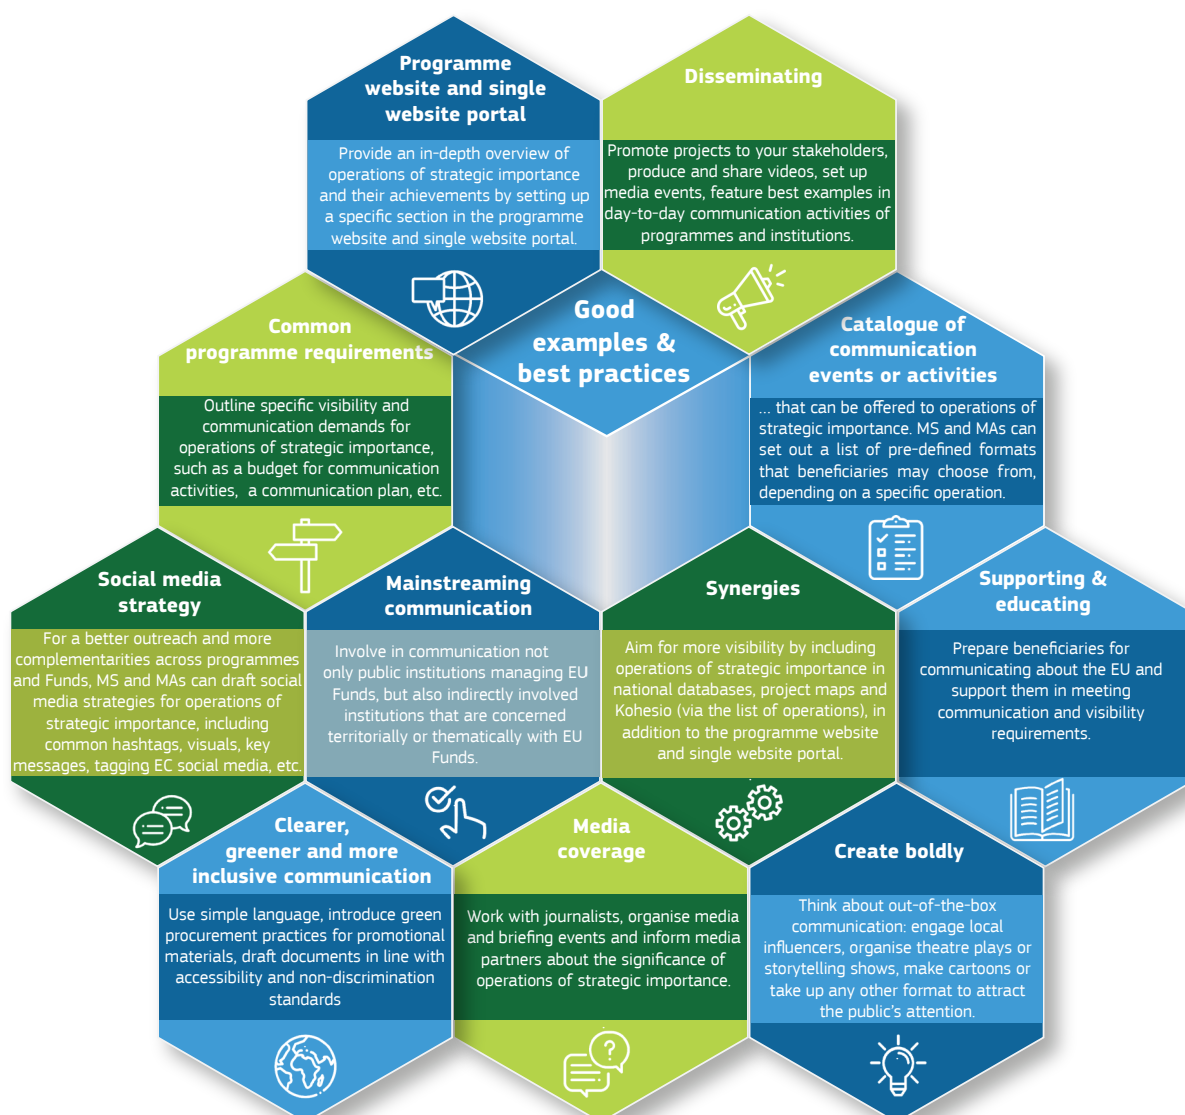 Programme
website and single
website portal
Provide an in-depth overview of
operations of strategic importance
and their achievements by setting up
a specific section in the programme
website and single website portal.
Disseminating
Promote projects to your stakeholders,
produce and share videos, set up
media events, feature best examples in
day-to-day communication activities of
programmes and institutions.
Good
examples &
best practices
Common
programme requirements
Outline specific visibility and
communication demands for
operations of strategic importance,
such as a budget for communication
activities, a communication plan, etc.
Catalogue of
communication
events or activities
... that can be offered to operations of
strategic importance. MS and MAs can
set out a list of pre-defined formats
that beneficiaries may choose from,
depending on a specific operation.
Social media
strategy
For a better outreach and more
complementarities across programmes
and Funds, MS and MAs can draft social
media strategies for operations of
strategic importance, including
common hashtags, visuals, key
messages, tagging EC social media, etc.
Mainstreaming
communication
Involve in communication not
only public institutions managing EU
Funds, but also indirectly involved
institutions that are concerned
territorially or thematically with EU
Funds.
Synergies
Aim for more visibility by including
operations of strategic importance in
national databases, project maps and
Kohesio (via the list of operations), in
addition to the programme website
and single website portal.
Supporting &
educating
Prepare beneficiaries for
communicating about the EU and
support them in meeting
communication and visibility
requirements.
Clearer,
greener and more
inclusive communication
Use simple language, introduce green
procurement practices for promotional
materials, draft documents in line with
accessibility and non-discrimination
standards
Media
coverage
Work with journalists, organise media
and briefing events and inform media
partners about the significance of
operations of strategic importance.
?
Create boldly
Think about out-of-the-box
communication: engage local
influencers, organise theatre plays or
storytelling shows, make cartoons or
take up any other format to attract
the public's attention.